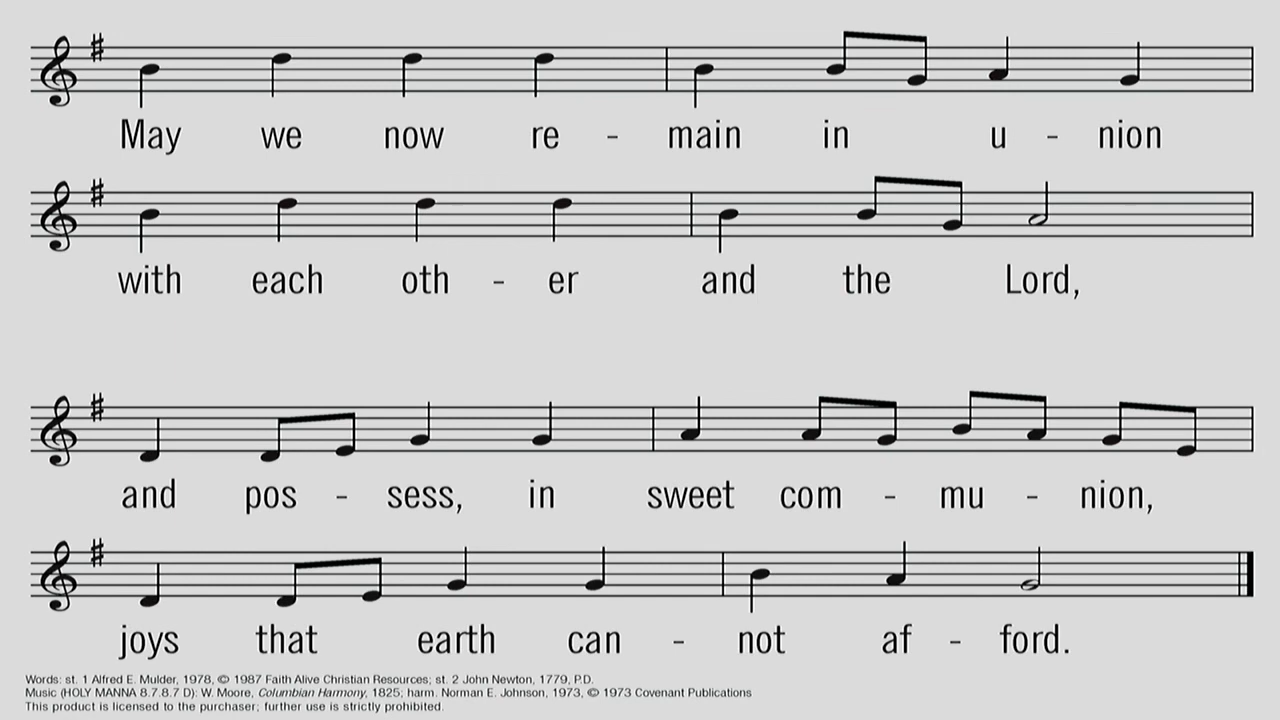 May we now re - main in u - nion
with each oth - er and the Lord,
and pos - sess, in sweet com - mu - nion,
joys that earth can - not af - ford.
Words: st. 1 Alfred E. Mulder, 1978, © 1987 Faith Alive Christian Resources; st. 2 John Newton, 1779, P.D.
Music (HOLY MANNA 8.7.8.7 D): W. Moore, Columbian Harmony, 1825; harm. Norman E. Johnson, 1973, © 1973 Covenant Publications
This product is licensed to the purchaser; further use is strictly prohibited.